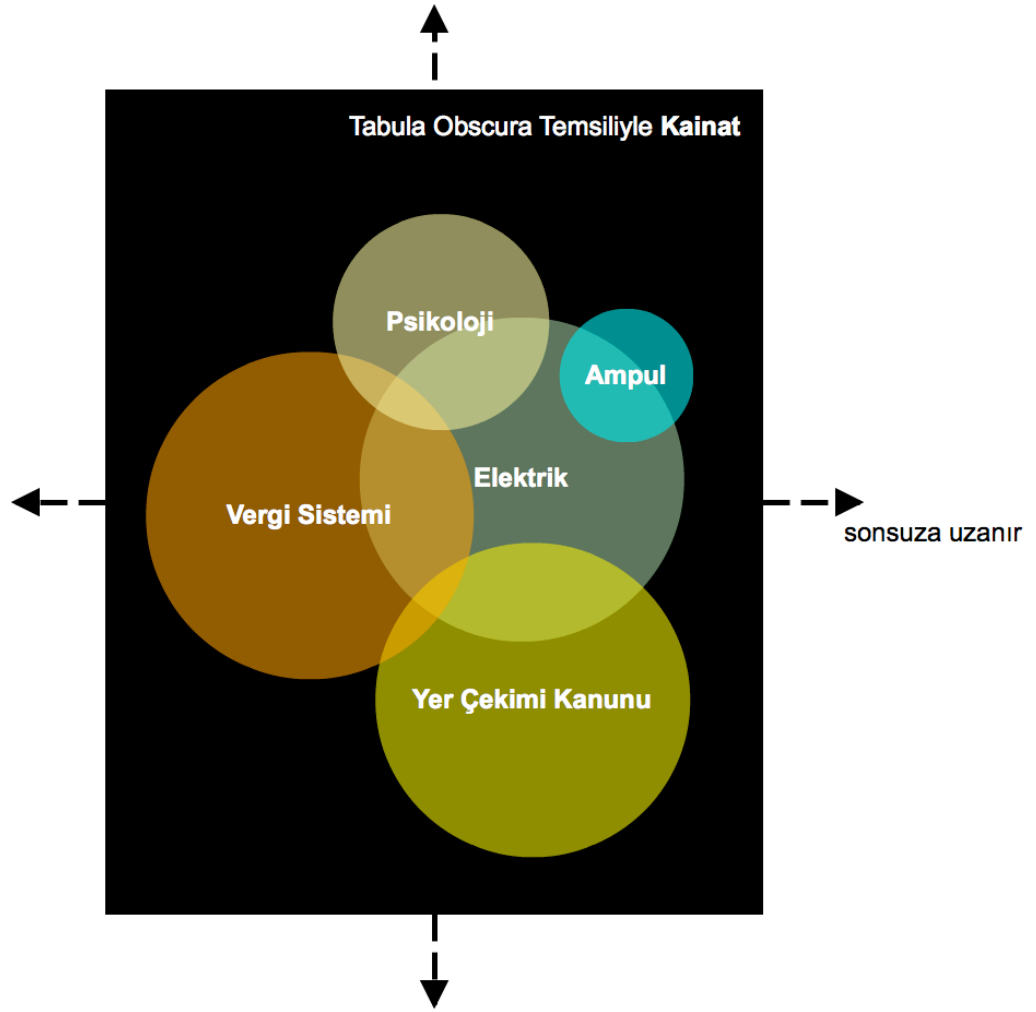 Tabula Obscura Temsiliyle Kainat
Psikoloji
Ampul
Elektrik
Vergi Sistemi
sonsuza uzanır
Yer Çekimi Kanunu